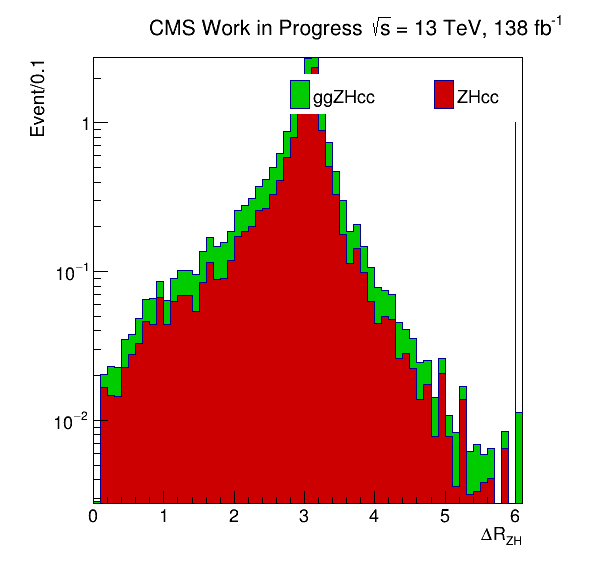 CMS Work in Progress √s = 13 TeV, 138 fb⁻¹
Event/0.1
ggZHcc ZHcc
1
10⁻¹
10⁻²
0 1 2 3 4 5 6
ΔR_ZH